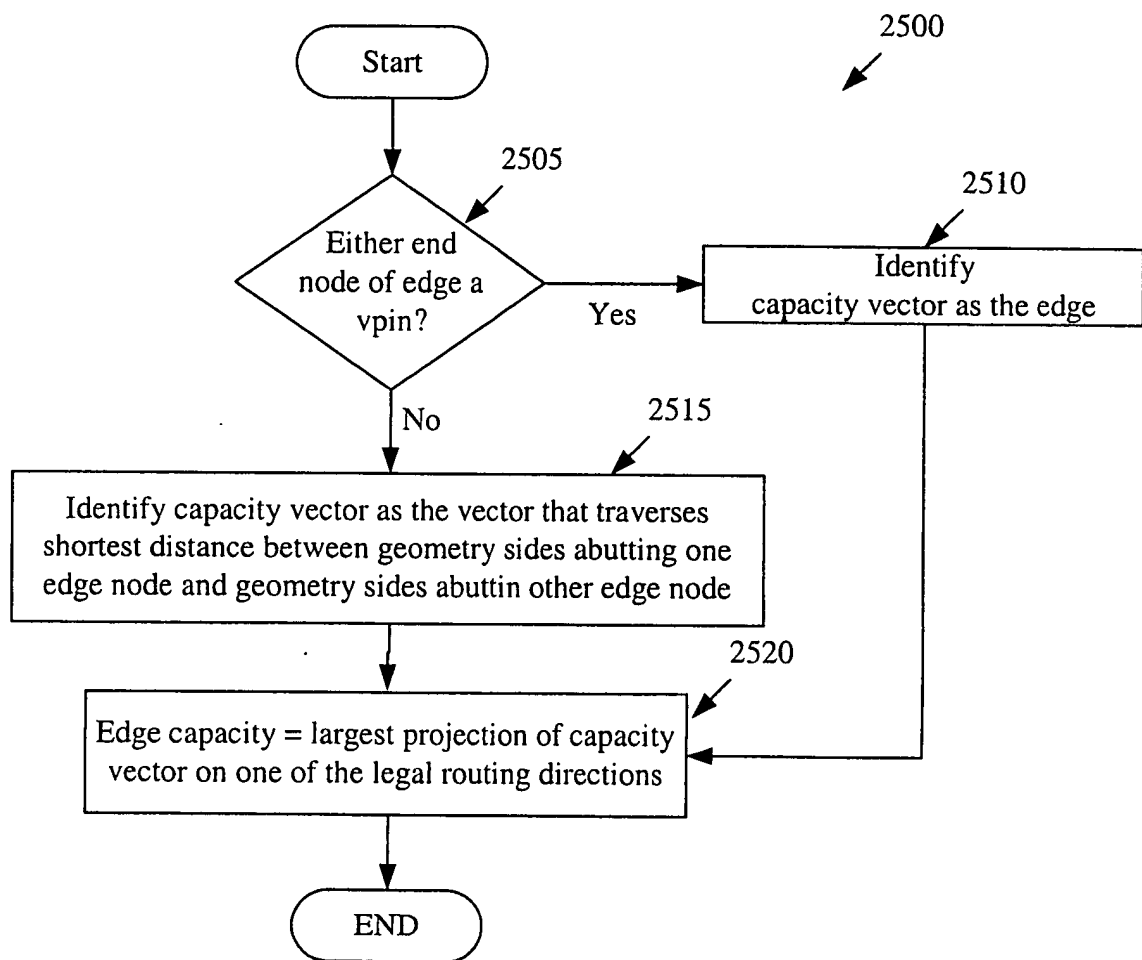 2500
Start
2505
Either end
node of edge a
vpin?
Yes
2510
Identify
capacity vector as the edge
No
2515
Identify capacity vector as the vector that traverses
shortest distance between geometry sides abutting one
edge node and geometry sides abuttin other edge node
2520
Edge capacity = largest projection of capacity
vector on one of the legal routing directions
END